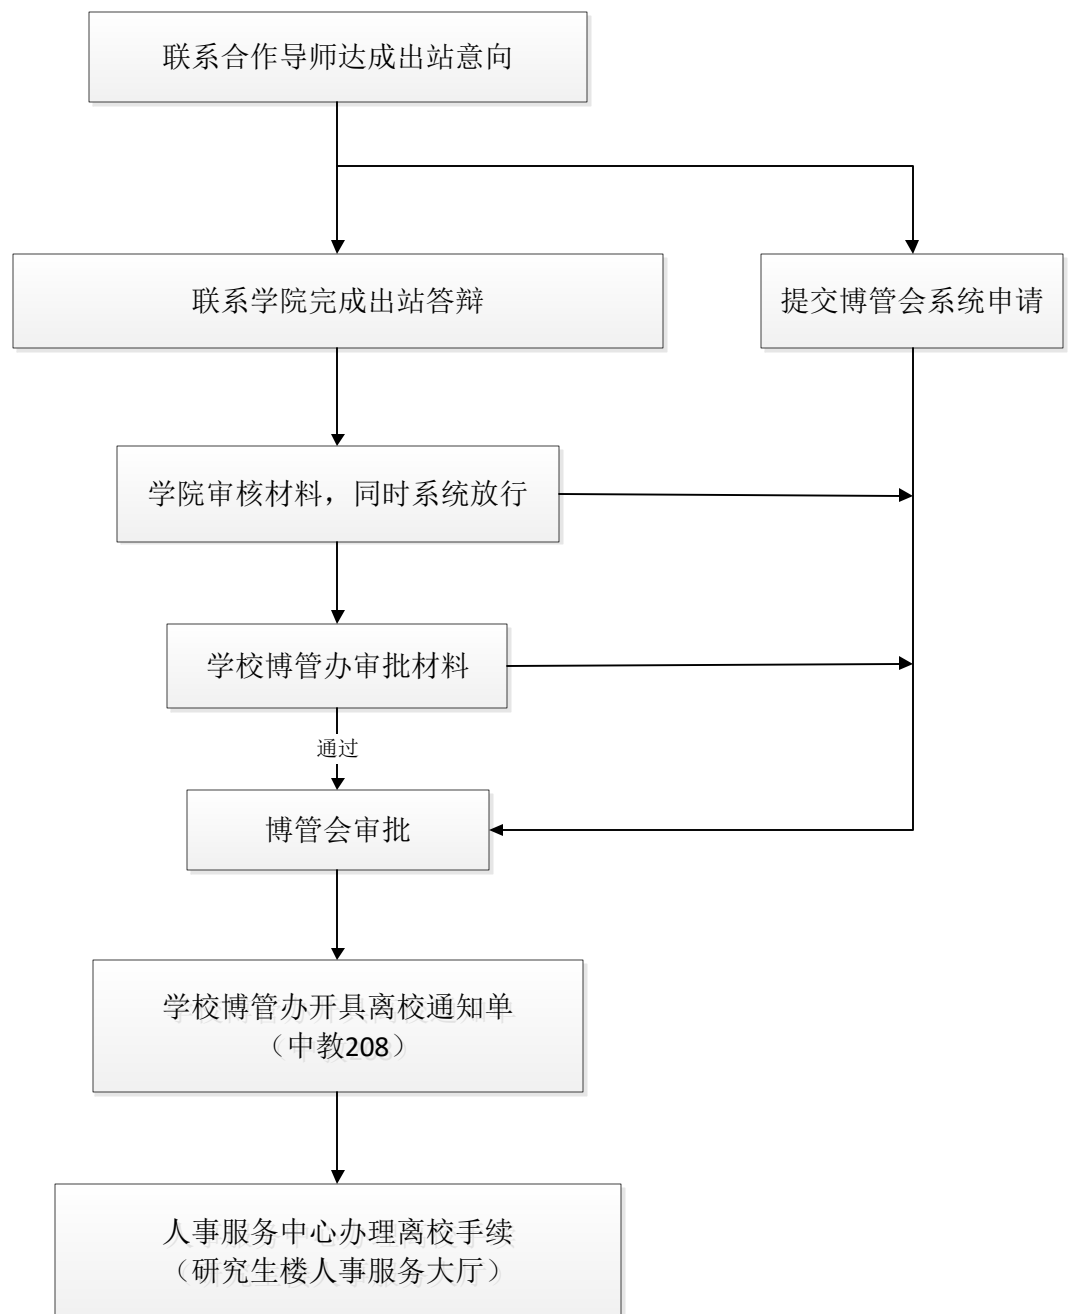 联系合作导师达成出站意向
联系学院完成出站答辩
提交博管会系统申请
学院审核材料，同时系统放行
学校博管办审批材料
通过
博管会审批
学校博管办开具离校通知单
（中教208）
人事服务中心办理离校手续
（研究生楼人事服务大厅）